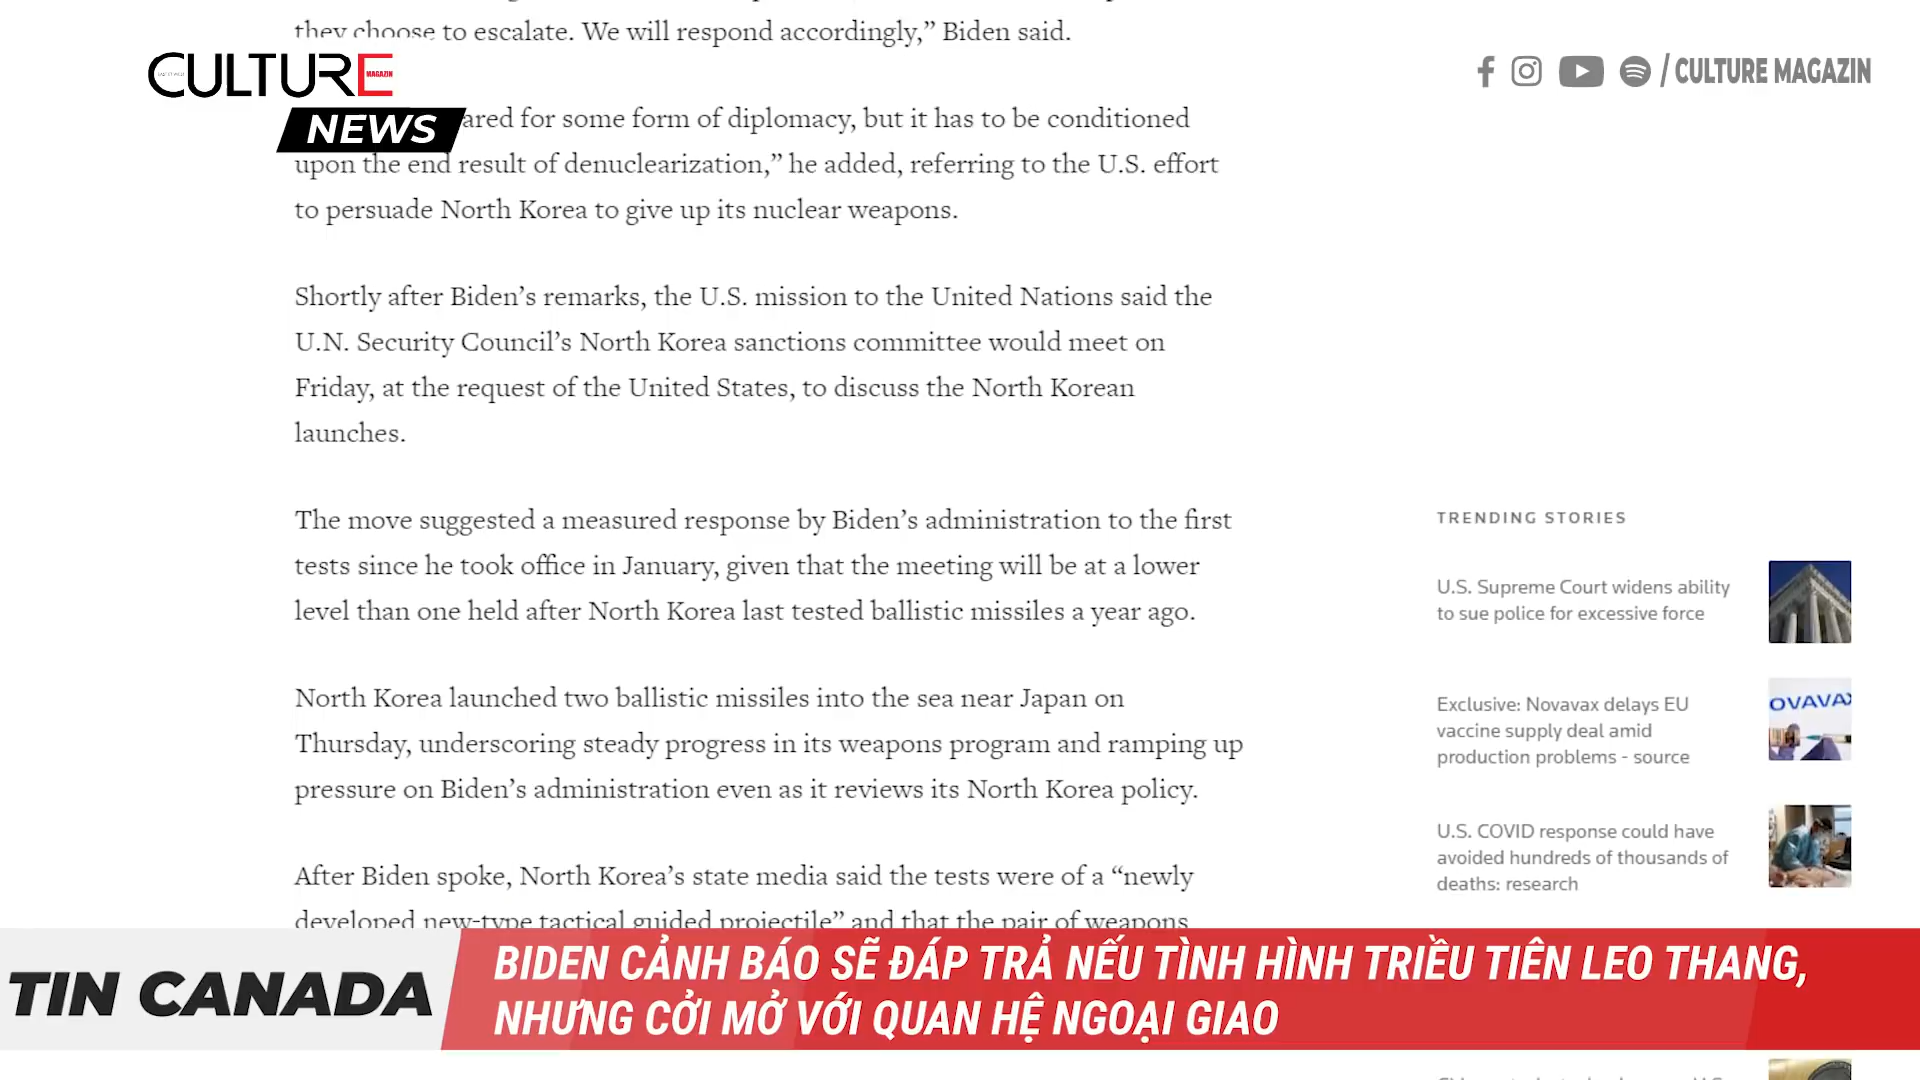 they choose to escalate. We will respond accordingly,” Biden said.
CULTURE
MAGAZIN
NEWS
/ CULTURE MAGAZIN
ared for some form of diplomacy, but it has to be conditioned
upon the end result of denuclearization,” he added, referring to the U.S. effort
to persuade North Korea to give up its nuclear weapons.
Shortly after Biden’s remarks, the U.S. mission to the United Nations said the
U.N. Security Council’s North Korea sanctions committee would meet on
Friday, at the request of the United States, to discuss the North Korean
launches.
The move suggested a measured response by Biden’s administration to the first
tests since he took office in January, given that the meeting will be at a lower
level than one held after North Korea last tested ballistic missiles a year ago.
North Korea launched two ballistic missiles into the sea near Japan on
Thursday, underscoring steady progress in its weapons program and ramping up
pressure on Biden’s administration even as it reviews its North Korea policy.
After Biden spoke, North Korea’s state media said the tests were of a “newly
developed new-type tactical guided projectile” and that the pair of weapons
TRENDING STORIES
U.S. Supreme Court widens ability
to sue police for excessive force
Exclusive: Novavax delays EU
vaccine supply deal amid
production problems - source
OVAVAX
U.S. COVID response could have
avoided hundreds of thousands of
deaths: research
TIN CANADA
BIDEN CẢNH BÁO SẼ ĐÁP TRẢ NẾU TÌNH HÌNH TRIỀU TIÊN LEO THANG,
NHƯNG CỞI MỞ VỚI QUAN HỆ NGOẠI GIAO